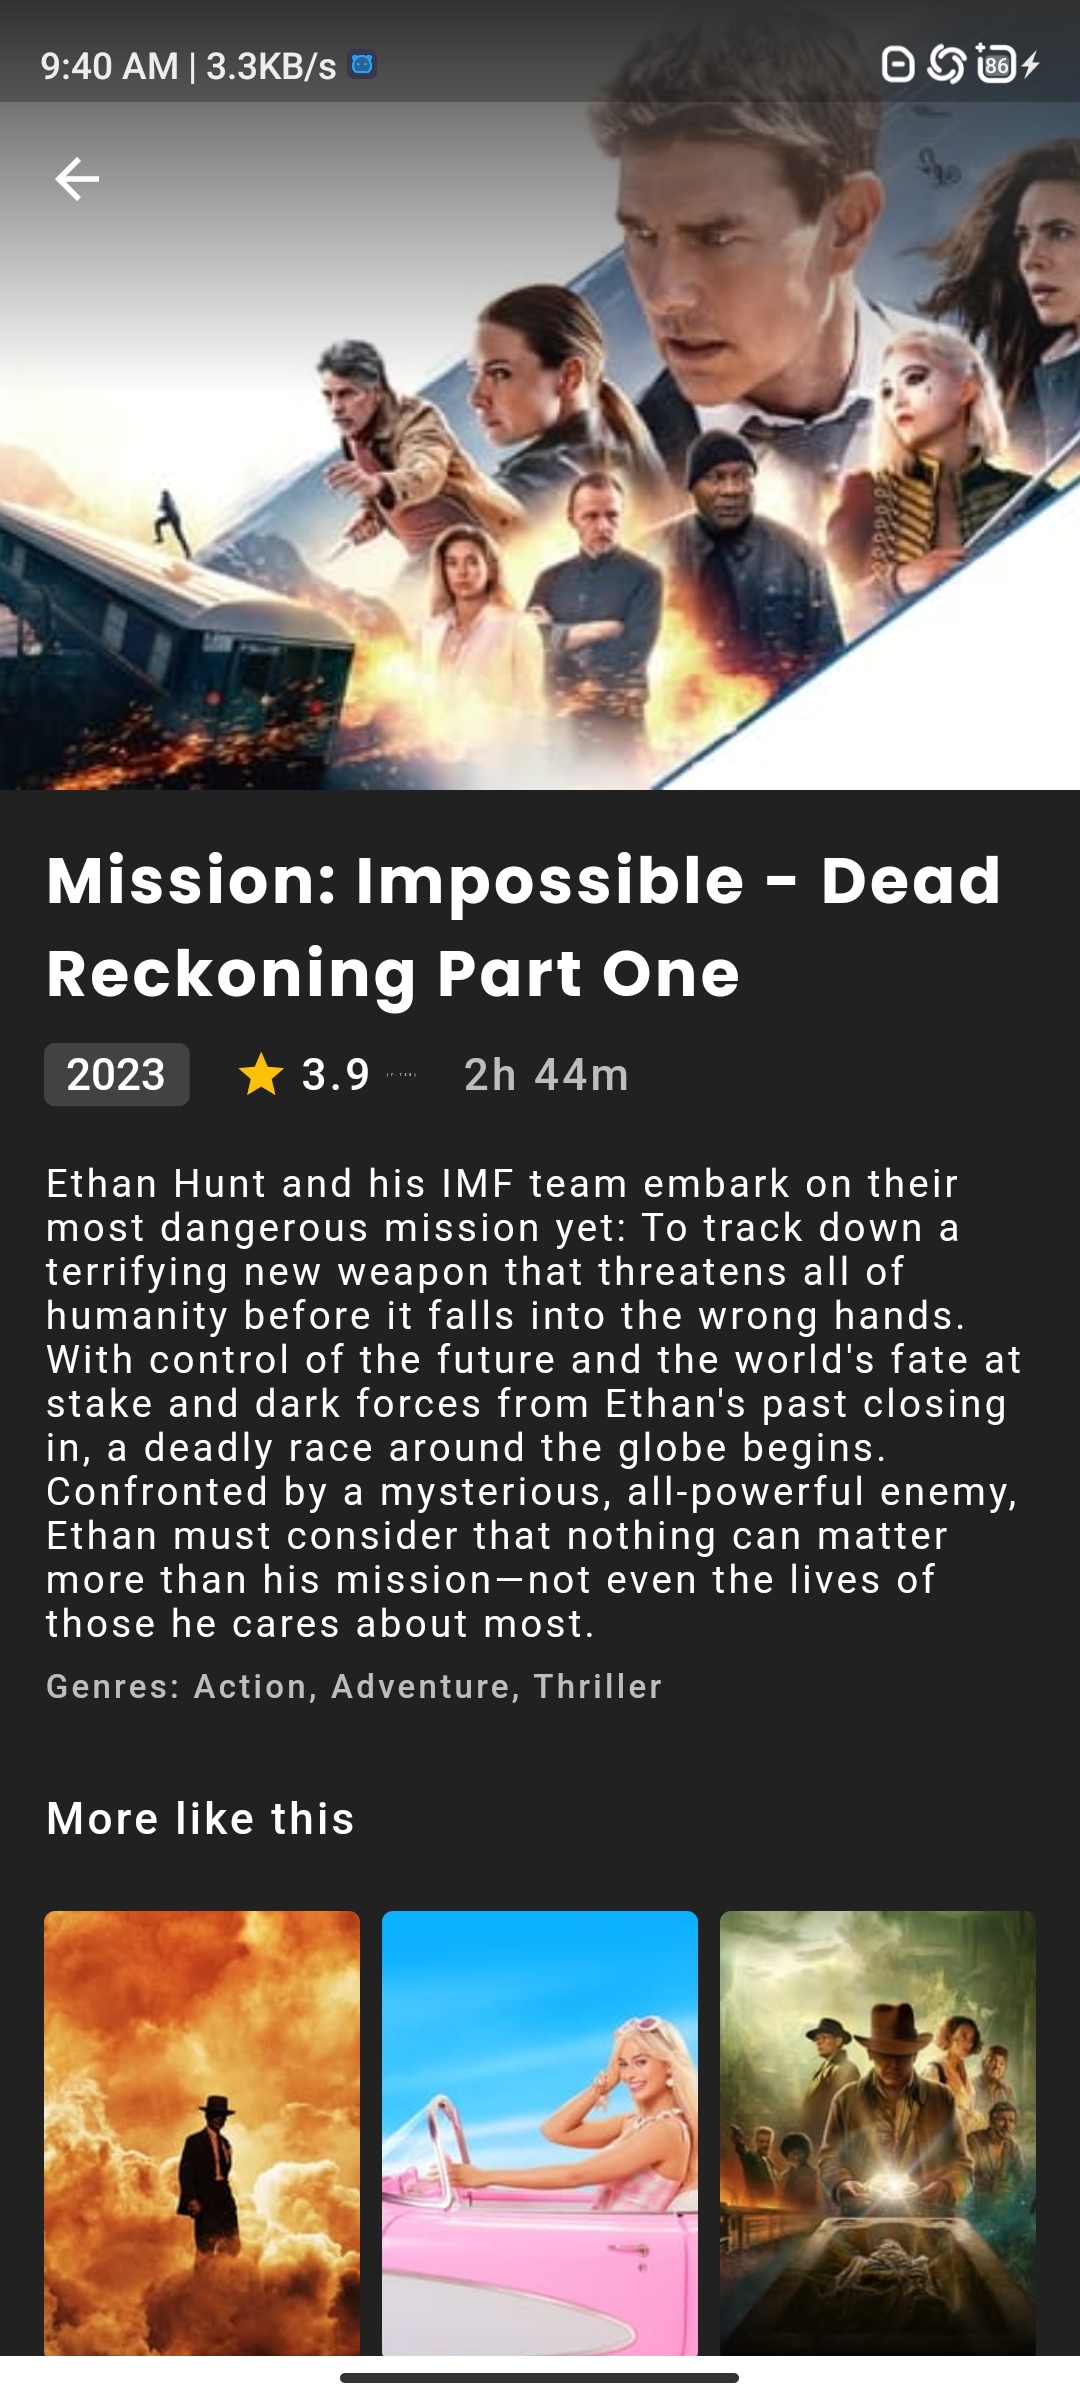 9:40 AM | 3.3KB/s
86
Mission: Impossible - Dead
Reckoning Part One
2023 3.9 2h 44m
Ethan Hunt and his IMF team embark on their
most dangerous mission yet: To track down a
terrifying new weapon that threatens all of
humanity before it falls into the wrong hands.
With control of the future and the world's fate at
stake and dark forces from Ethan's past closing
in, a deadly race around the globe begins.
Confronted by a mysterious, all-powerful enemy,
Ethan must consider that nothing can matter
more than his mission—not even the lives of
those he cares about most.
Genres: Action, Adventure, Thriller
More like this